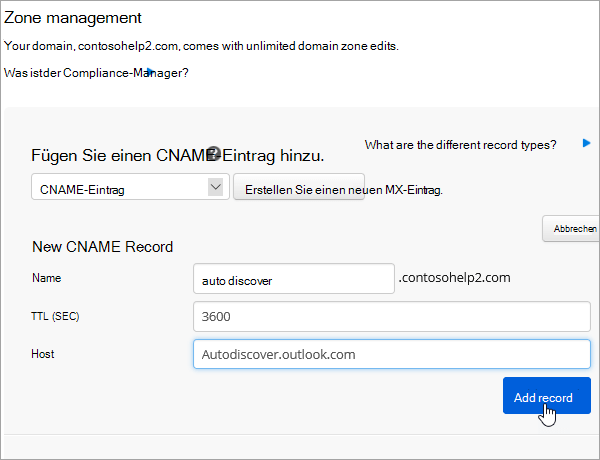 Zone management
Your domain, contosohelp2.com, comes with unlimited domain zone edits.
Was istder Compliance-Manager?
What are the different record types?
Fügen Sie einen CNAME-Eintrag hinzu.
CNAME-Eintrag
Erstellen Sie einen neuen MX-Eintrag.
Abbrechen
New CNAME Record
Name
auto discover
.contosohelp2.com
TTL (SEC)
3600
Host
Autodiscover.outlook.com
Add record